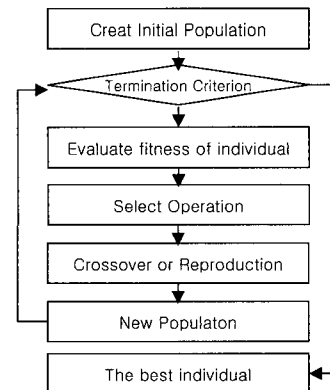 Creat Initial Population
Termination Criterion
Evaluate fitness of individual
Select Operation
Crossover or Reproduction
New Populaton
The best individual